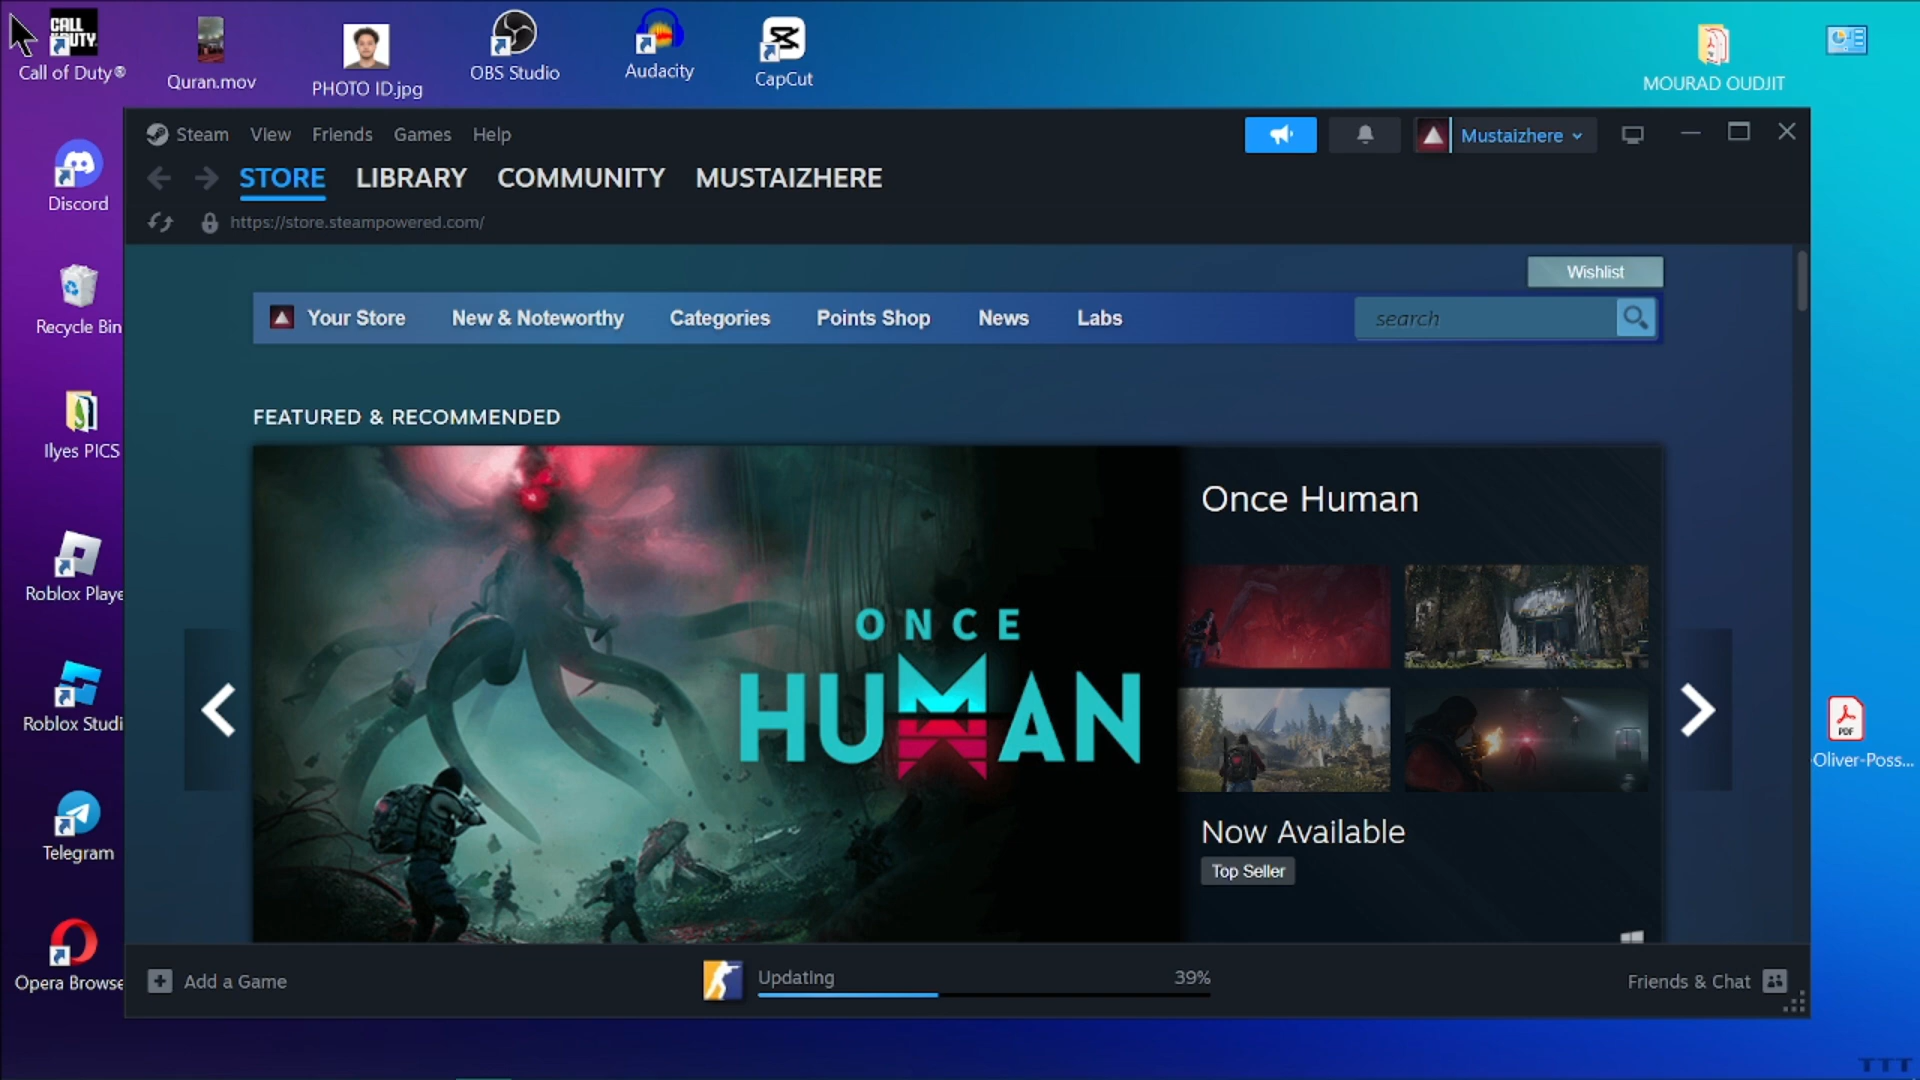 CALL
DUTY
Call of Duty®
Quran.mov
PHOTO ID.jpg
OBS Studio
Audacity
CapCut
MOURAD OUDJIT
Discord
Recycle Bin
Ilyes PICS
Roblox Playe
Roblox Studi
Telegram
Opera Browse
Steam View Friends Games Help
Mustaizhere
STORE LIBRARY COMMUNITY MUSTAIZHERE
https://store.steampowered.com/
Wishlist
Your Store New & Noteworthy Categories Points Shop News Labs
search
FEATURED & RECOMMENDED
ONCE
HUMAN
Once Human
Now Available
Top Seller
PDF
Oliver-Poss...
Add a Game
Updating 39%
Friends & Chat
TTT